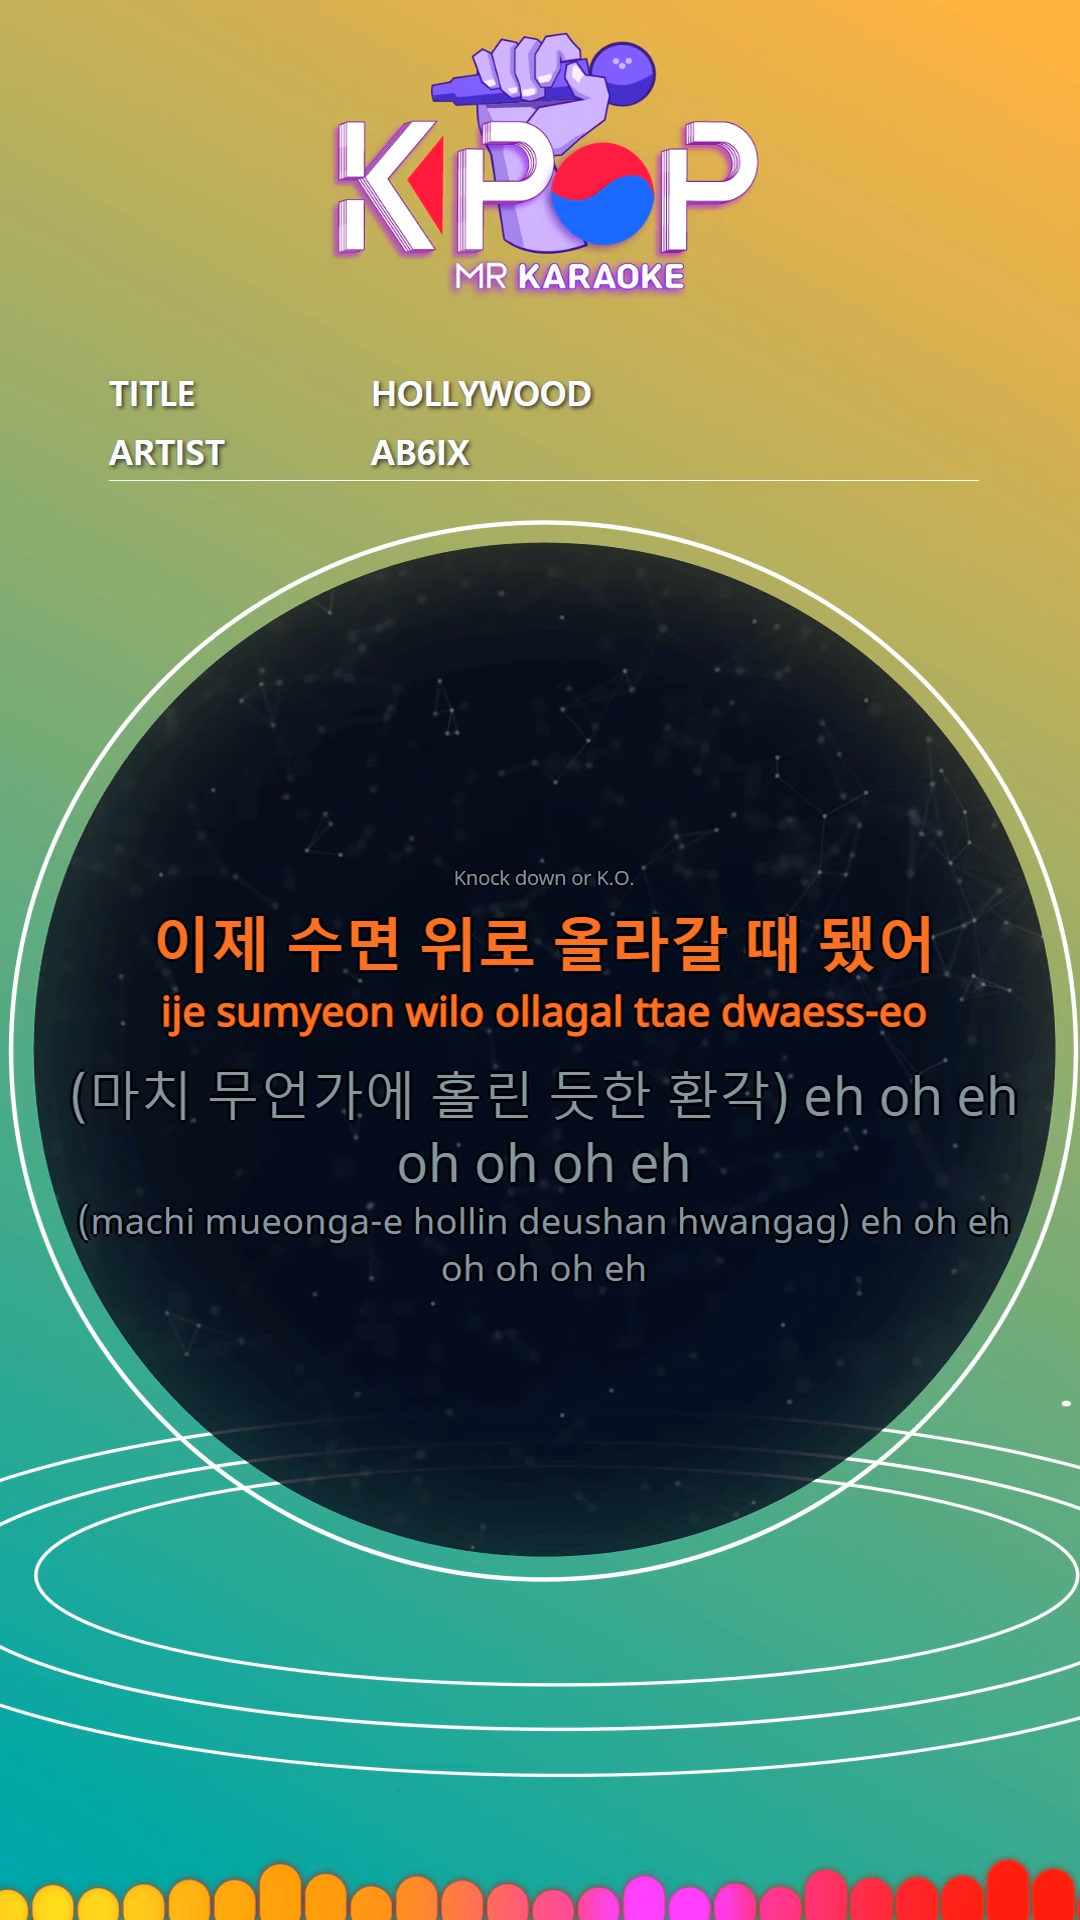 KPOP
MR KARAOKE
TITLE HOLLYWOOD
ARTIST AB6IX
Knock down or K.O.
이제 수면 위로 올라갈 때 됐어
ije sumyeon wilo ollagal ttae dwaess-eo
(마치 무언가에 홀린 듯한 환각) eh oh eh
oh oh oh eh
(machi mueonga-e hollin deushan hwangag) eh oh eh
oh oh oh eh